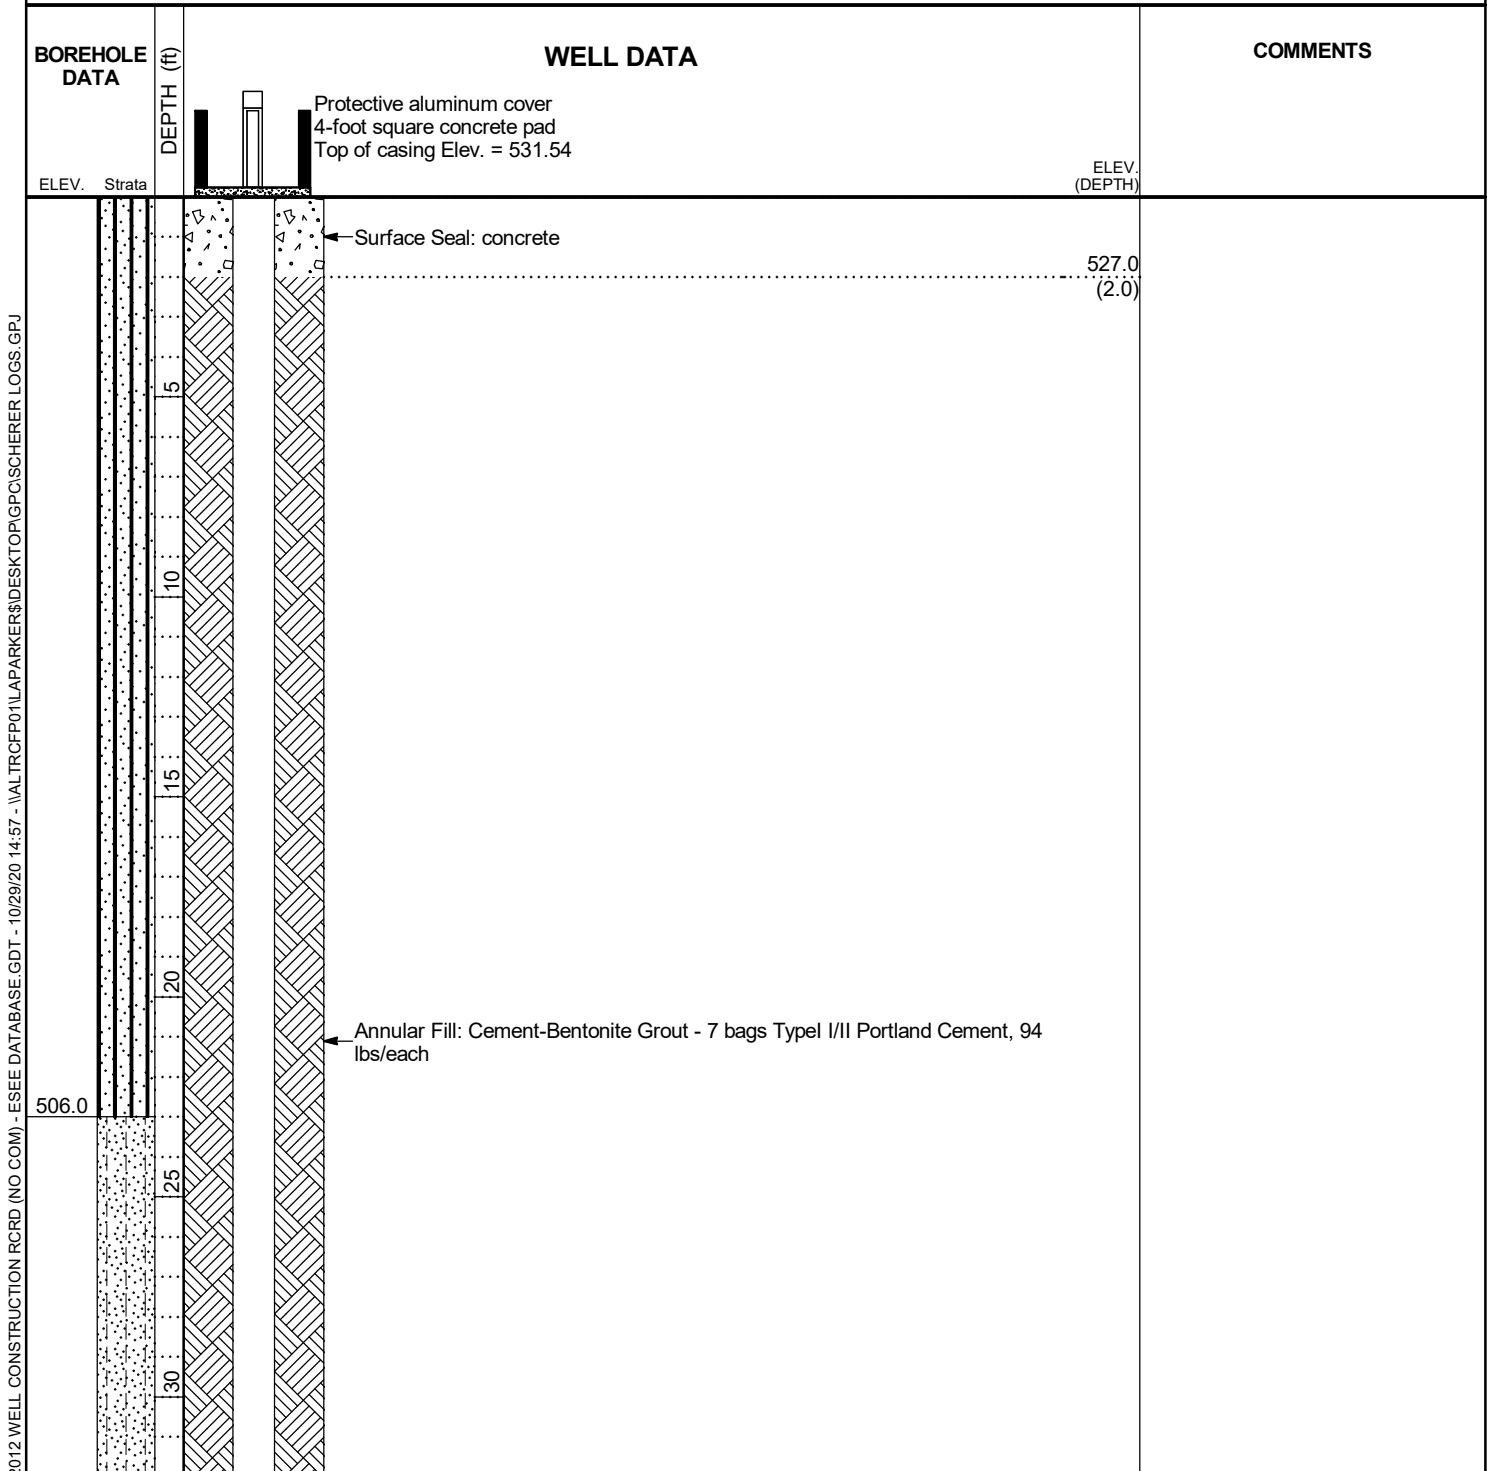 BOREHOLE
DATA
DEPTH (ft)
WELL DATA
COMMENTS
Protective aluminum cover
4-foot square concrete pad
Top of casing Elev. = 531.54
ELEV.
(DEPTH)
ELEV. Strata
Surface Seal: concrete
527.0
(2.0)
5
10
15
20
Annular Fill: Cement-Bentonite Grout - 7 bags TypeI I/II Portland Cement, 94
lbs/each
506.0
25
30
2012 WELL CONSTRUCTION RCRD (NO COM) - ESEE DATABASE.GDT - 10/29/20 14:57 - \\ALTRCFP01\LAPARKER$\DESKTOP\GPC\SCHERER LOGS.GPJ